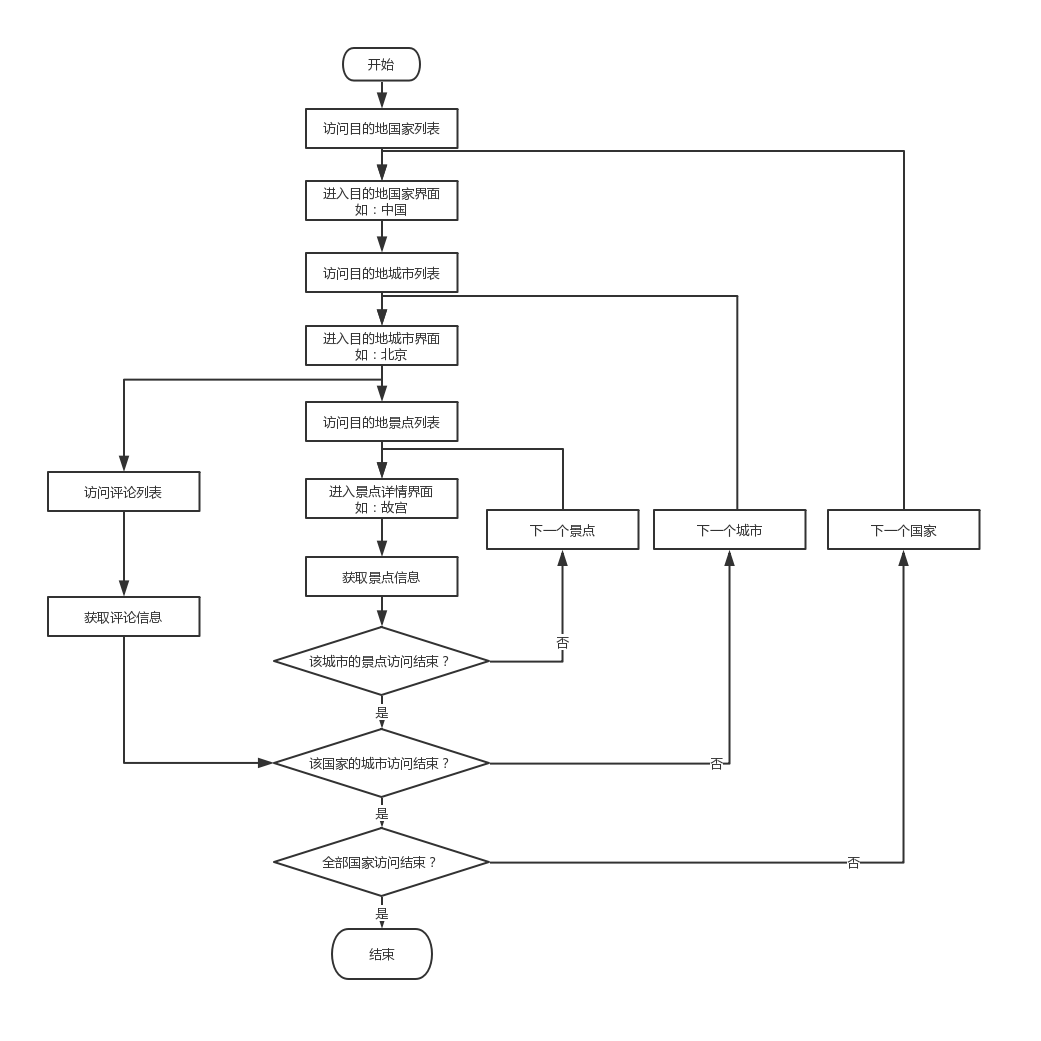 开始
访问目的地国家列表
进入目的地国家界面
如：中国
访问目的地城市列表
进入目的地城市界面
如：北京
访问目的地景点列表
访问评论列表
进入景点详情界面
如：故宫
下一个景点
下一个城市
下一个国家
获取景点信息
获取评论信息
否
该城市的景点访问结束？
是
该国家的城市访问结束？
否
是
全部国家访问结束？
否
是
结束